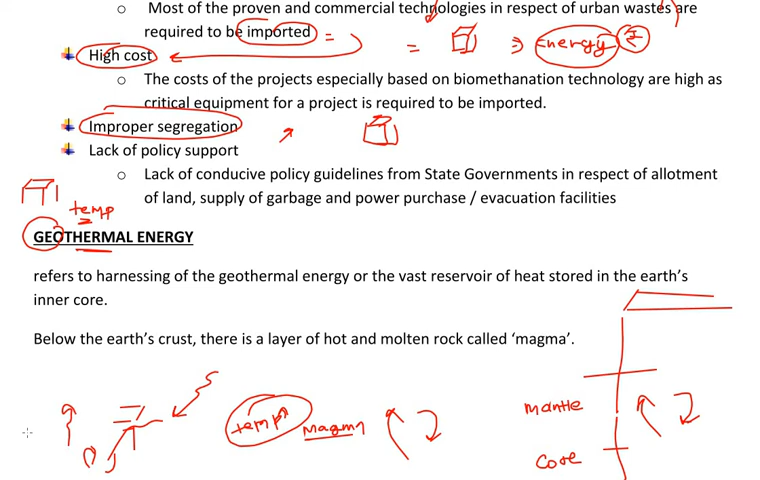 o Most of the proven and commercial technologies in respect of urban wastes are
required to be imported =
= ⇒ Energy ₹
High cost
o The costs of the projects especially based on biomethanation technology are high as
critical equipment for a project is required to be imported.
Improper segregation
Lack of policy support
o Lack of conducive policy guidelines from State Governments in respect of allotment
of land, supply of garbage and power purchase / evacuation facilities
temp
GEOTHERMAL ENERGY
refers to harnessing of the geothermal energy or the vast reservoir of heat stored in the earth's
inner core.
Below the earth's crust, there is a layer of hot and molten rock called 'magma'.
temp↑ Magma
Mantle
Core